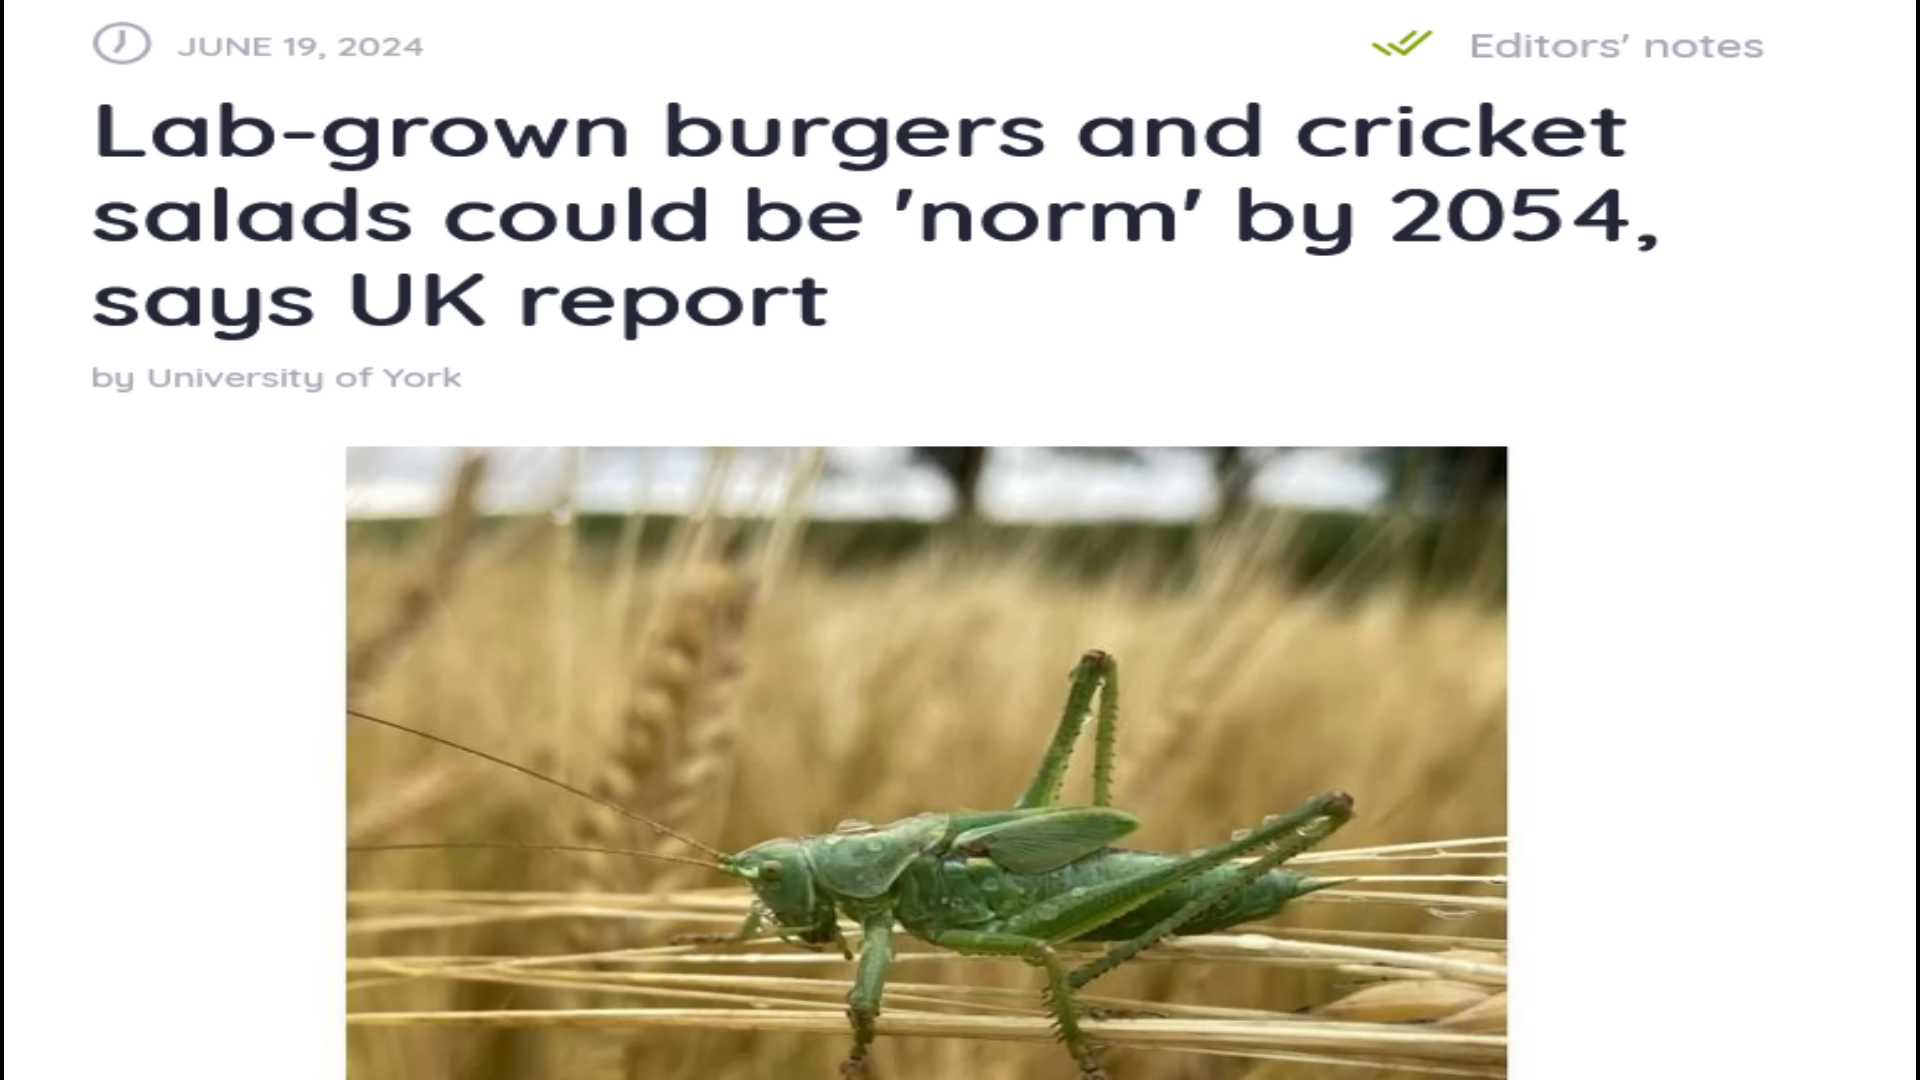 JUNE 19, 2024
Editors' notes
Lab-grown burgers and cricket
salads could be 'norm' by 2054,
says UK report
by University of York